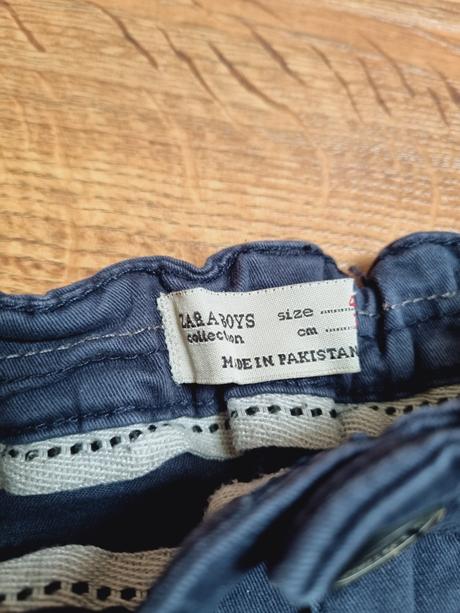 ZARA BOYS
collection
size
cm
MADE IN PAKISTAN